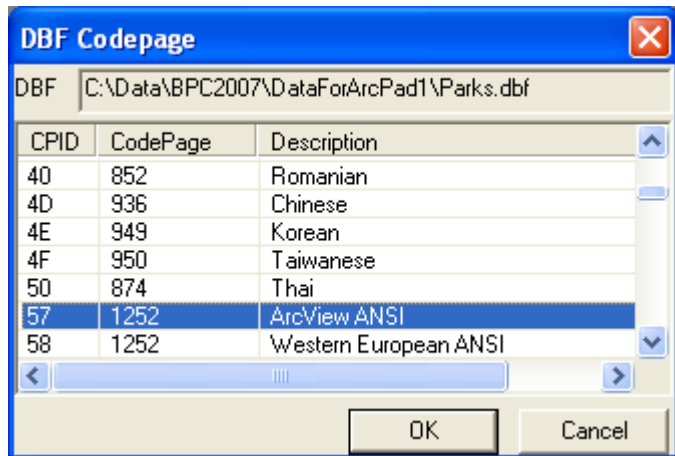 DBF Codepage
DBF C:\Data\BPC2007\DataForArcPad1\Parks.dbf
CPID CodePage Description
40 852 Romanian
4D 936 Chinese
4E 949 Korean
4F 950 Taiwanese
50 874 Thai
57 1252 ArcView ANSI
58 1252 Western European ANSI
OK Cancel